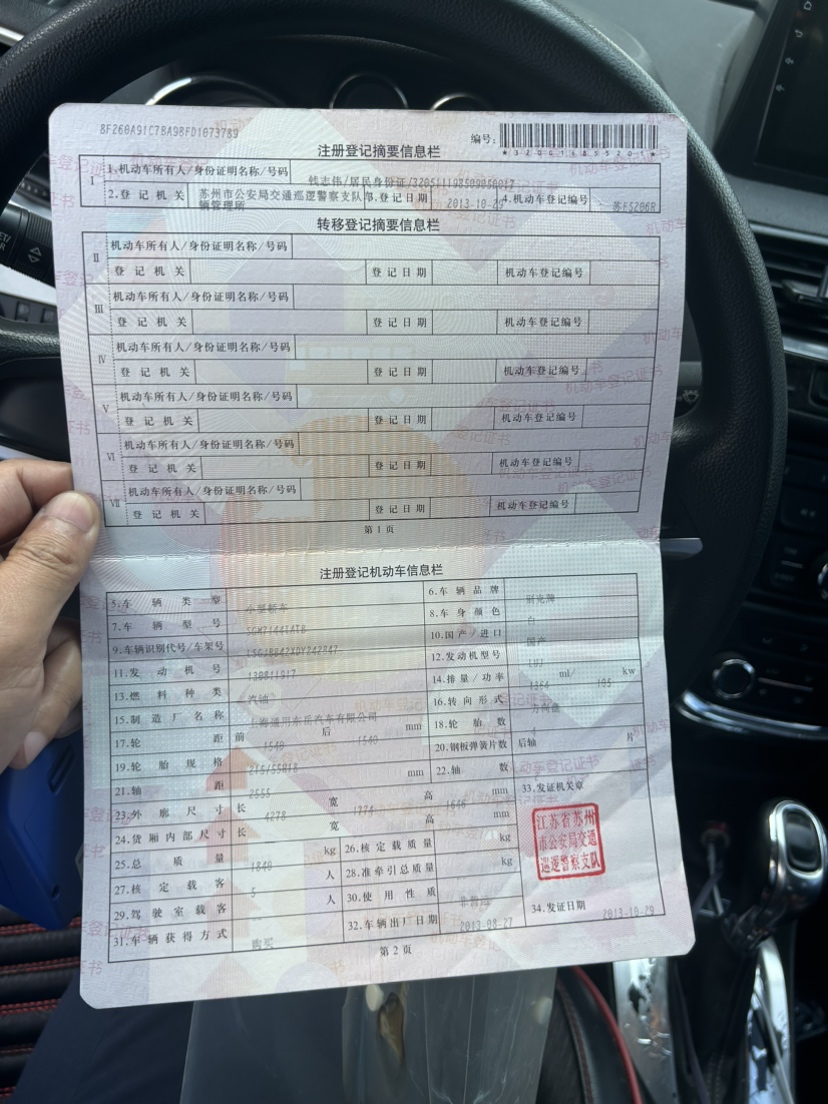 8F260A91C7BA98FD1073789
编号:
注册登记摘要信息栏
I
1.机动车所有人/身份证明名称/号码
钱志伟/居民身份证/
2.登记机关
苏州市公安局交通巡逻警察支队车辆管理所
3.登记日期
2013-10-29
4.机动车登记编号
转移登记摘要信息栏
II
机动车所有人/身份证明名称/号码
登记机关 登记日期 机动车登记编号
III
机动车所有人/身份证明名称/号码
登记机关 登记日期 机动车登记编号
IV
机动车所有人/身份证明名称/号码
登记机关 登记日期 机动车登记编号
V
机动车所有人/身份证明名称/号码
登记机关 登记日期 机动车登记编号
VI
机动车所有人/身份证明名称/号码
登记机关 登记日期 机动车登记编号
VII
机动车所有人/身份证明名称/号码
登记机关 登记日期 机动车登记编号
第1页
注册登记机动车信息栏
5.车辆类型 小型轿车
6.车辆品牌 别克牌
7.车辆型号
8.车身颜色 白
9.车辆识别代号/车架号
10.国产/进口 国产
11.发动机号
12.发动机型号
13.燃料种类 汽油
14.排量/功率 ml/ kw
15.制造厂名称 上海通用东岳汽车有限公司
16.转向形式 方向盘
17.轮距 前 1540 后 1540 mm
18.轮胎数
19.轮胎规格
20.钢板弹簧片数 后轴 片
21.轴距 2555 mm
22.轴数
23.外廓尺寸 长 4278 宽 1774 高 1646 mm
33.发证机关章
24.货厢内部尺寸 长 宽 高 mm
江苏省苏州
市公安局交通
巡逻警察支队
25.总质量 1840 kg
26.核定载质量 kg
27.核定载客 5 人
28.准牵引总质量 kg
29.驾驶室载客 -- 人
30.使用性质
31.车辆获得方式 购买
32.车辆出厂日期 2013-08-27
34.发证日期 2013-10-29
第2页